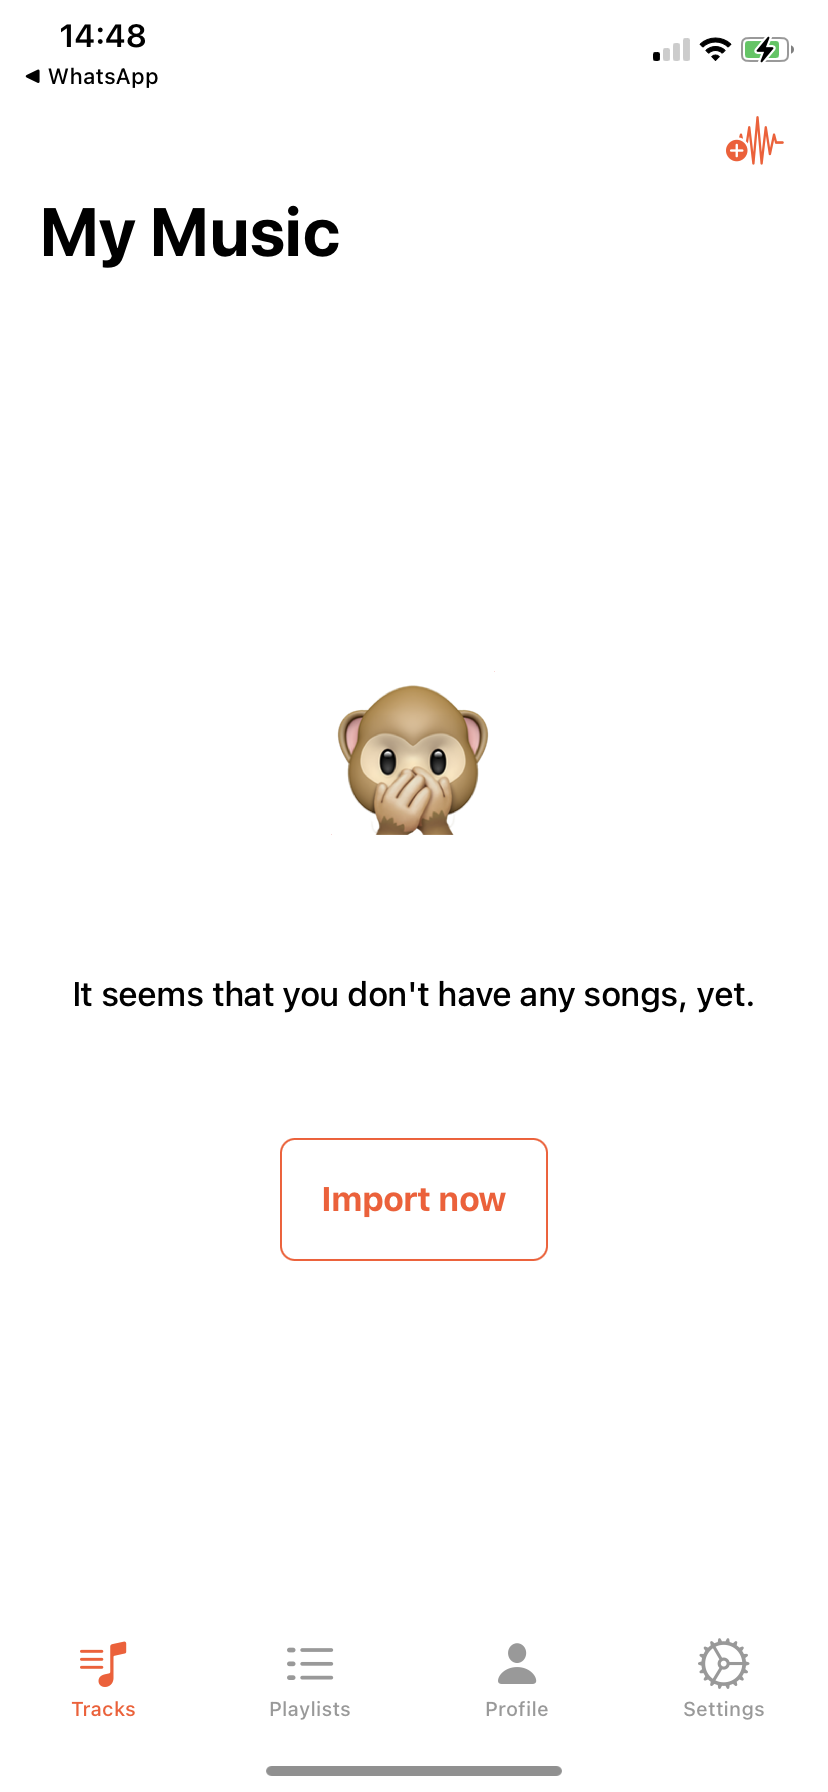 14:48
◀ WhatsApp
My Music
It seems that you don't have any songs, yet.
Import now
Tracks
Playlists
Profile
Settings